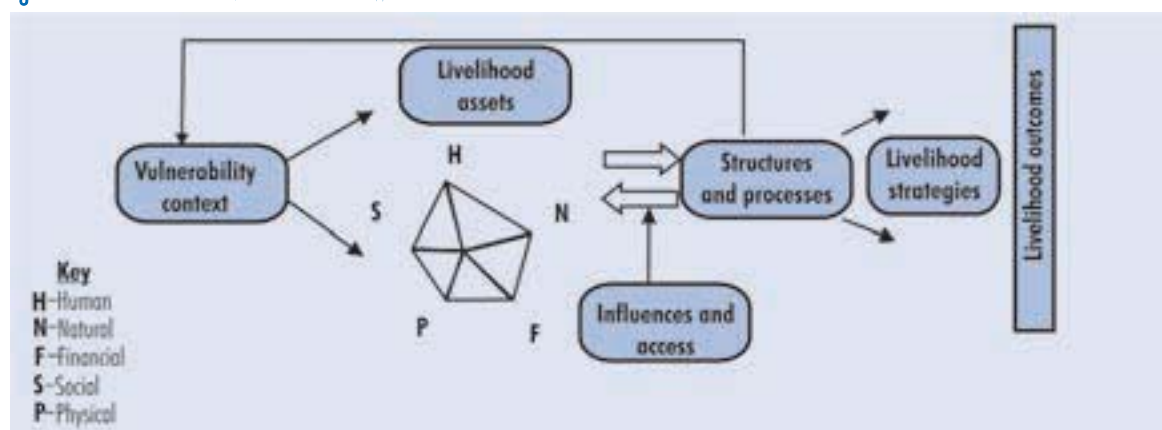 Livelihood
assets
Vulnerability
context
H
S
N
P
F
Structures
and processes
Livelihood
strategies
Livelihood outcomes
Influences and
access
Key
H-Human
N-Natural
F-Financial
S-Social
P-Physical